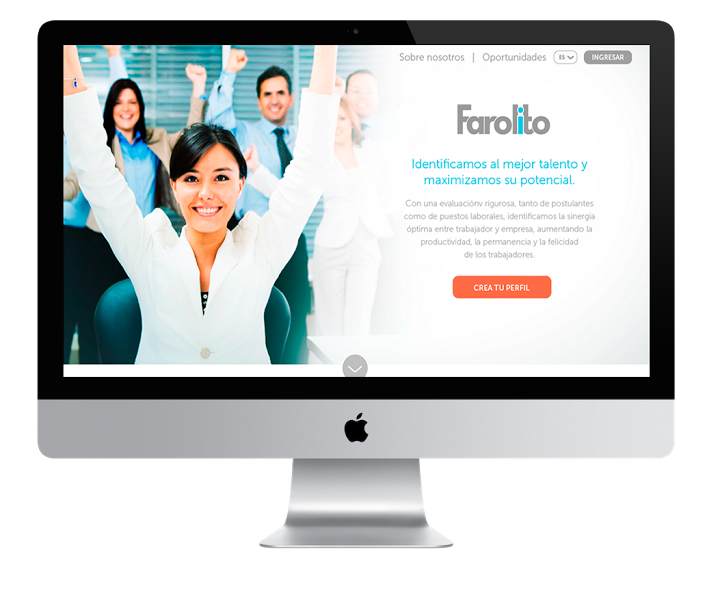 Sobre nosotros | Oportunidades ES INGRESAR
Farolito
Identificamos al mejor talento y
maximizamos su potencial.
Con una evaluaciónv rigurosa, tanto de postulantes
como de puestos laborales, identificamos la sinergia
óptima entre trabajador y empresa, aumentando la
productividad, la permanencia y la felicidad
de los trabajadores.
CREA TU PERFIL